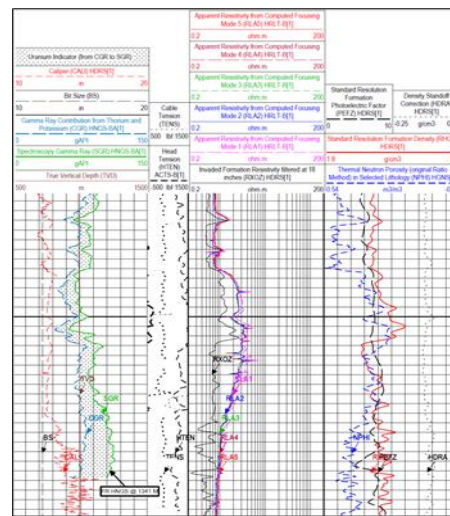 Uranium Indicator (from CGR to SGR)
Caliper (CALI) HDRS[1]
10 in 20
Bit Size (BS)
10 in 20
Gamma Ray Contribution from Thorium and
Potassium (CGR) HNGS-BA[1]
0 gAPI 150
Spectroscopy Gamma Ray (SGR) HNGS-BA[1]
0 gAPI 150
True Vertical Depth (TVD)
500 m 1500
Cable
Tension
(TENS)
-500 lbf 1500
Head
Tension
(HTEN)
ACTS-B[1]
-500 lbf 1500
Apparent Resistivity from Computed Focusing
Mode 5 (RLA5) HRLT-B[1]
0.2 ohm.m 200
Apparent Resistivity from Computed Focusing
Mode 4 (RLA4) HRLT-B[1]
0.2 ohm.m 200
Apparent Resistivity from Computed Focusing
Mode 3 (RLA3) HRLT-B[1]
0.2 ohm.m 200
Apparent Resistivity from Computed Focusing
Mode 2 (RLA2) HRLT-B[1]
0.2 ohm.m 200
Apparent Resistivity from Computed Focusing
Mode 1 (RLA1) HRLT-B[1]
0.2 ohm.m 200
Invaded Formation Resistivity filtered at 18
inches (RXOZ) HDRS[1]
0.2 ohm.m 200
Standard Resolution
Formation
Photoelectric Factor
(PEFZ) HDRS[1]
0 10
Density Standoff
Correction (HDRA)
HDRS[1]
-0.25 g/cm3
Standard Resolution Formation Density
HDRS[1]
1.8 g/cm3
Thermal Neutron Porosity (original Ratio
Method) in Selected Lithology (NPHI)
0.54 m3/m3
TVD
SGR
CGR
BS
CALI
HTEN
TENS
RXOZ
RLA1
RLA2
RLA3
RLA4
RLA5
NPHI
PEFZ
HDRA